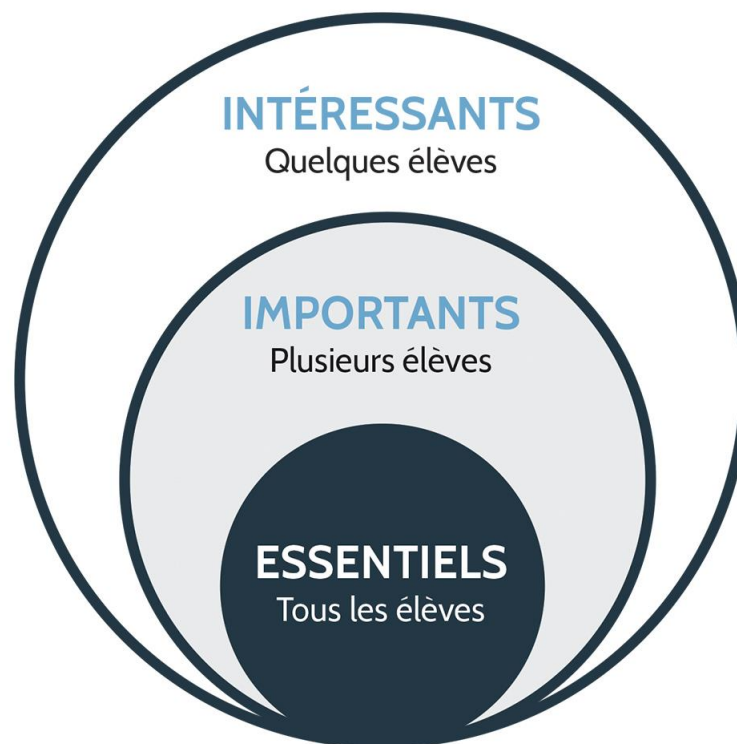 INTÉRESSANTS
Quelques élèves
IMPORTANTS
Plusieurs élèves
ESSENTIELS
Tous les élèves